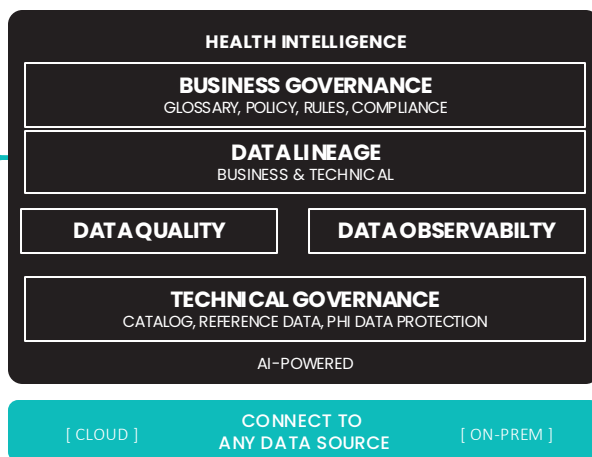 HEALTH INTELLIGENCE
BUSINESS GOVERNANCE
GLOSSARY, POLICY, RULES, COMPLIANCE
DATA LINEAGE
BUSINESS & TECHNICAL
DATA QUALITY
DATA OBSERVABILTY
TECHNICAL GOVERNANCE
CATALOG, REFERENCE DATA, PHI DATA PROTECTION
AI-POWERED
[ CLOUD ]
CONNECT TO
ANY DATA SOURCE
[ ON-PREM ]